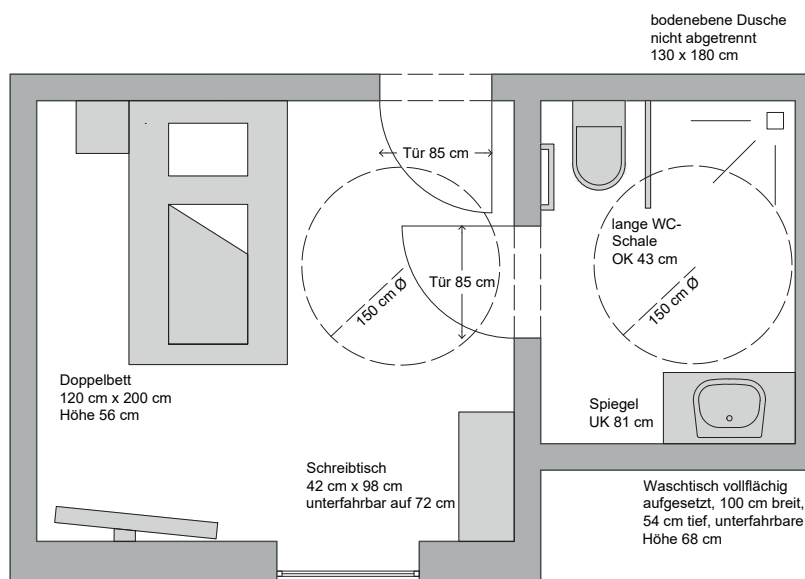 bodenebene Dusche
nicht abgetrennt
130 x 180 cm
Tür 85 cm
lange WC-
Schale
OK 43 cm
Tür 85 cm
150 cm Ø
150 cm Ø
Doppelbett
120 cm x 200 cm
Höhe 56 cm
Spiegel
UK 81 cm
Schreibtisch
42 cm x 98 cm
unterfahrbar auf 72 cm
Waschtisch vollflächig
aufgesetzt, 100 cm breit,
54 cm tief, unterfahrbare
Höhe 68 cm